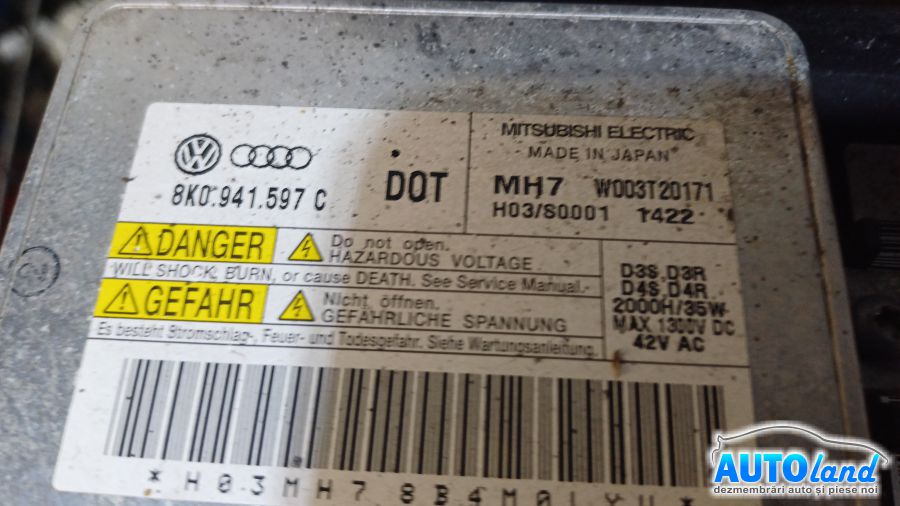 8K0.941.597 C
DOT
MITSUBISHI ELECTRIC
MADE IN JAPAN
MH7 W003T20171
H03/S0001 1422
DANGER
Do not open.
HAZARDOUS VOLTAGE
WILL SHOCK, BURN, or cause DEATH. See Service Manual.
GEFAHR
Nicht öffnen.
GEFÄHRLICHE SPANNUNG
Es besteht Stromschlag-, Feuer- und Todesgefahr. Siehe Wartungsanleitung.
D3S D3R
D4S D4R
2000H/35W
MAX 1300V DC
42V AC
2
AUTOland
dezmembrări auto și piese noi